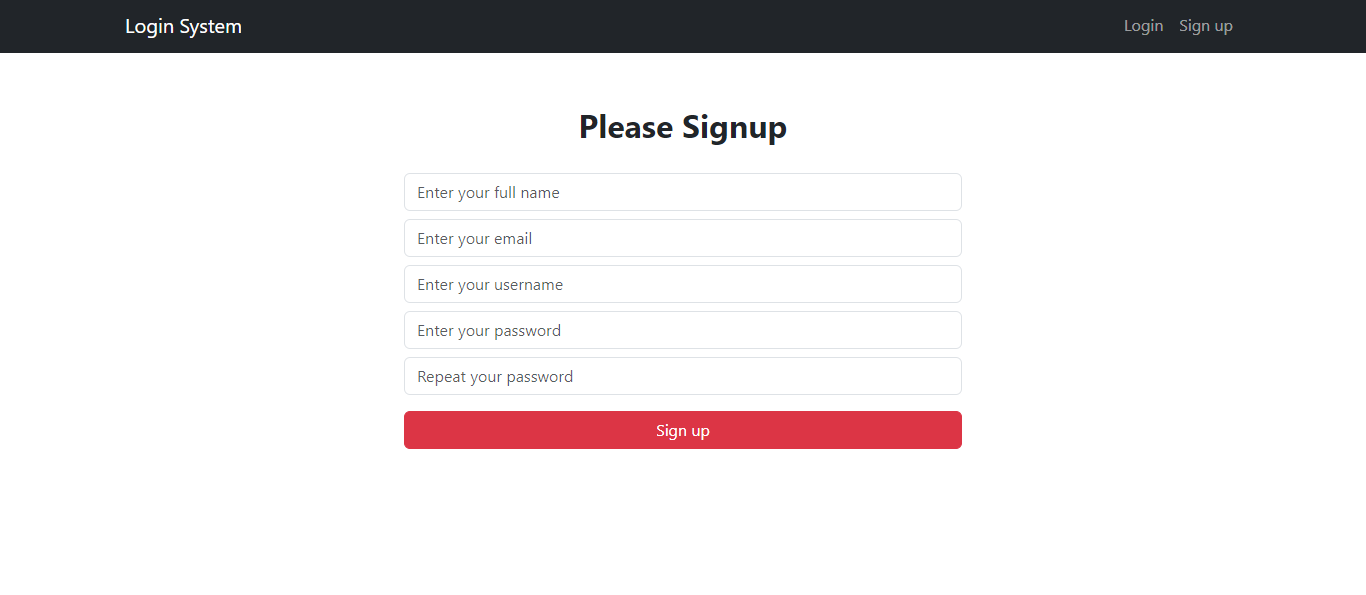 Login System
Login Sign up
Please Signup
Enter your full name
Enter your email
Enter your username
Enter your password
Repeat your password
Sign up